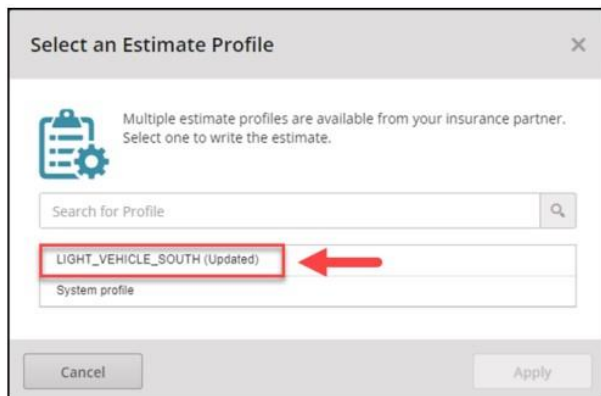 Select an Estimate Profile
Multiple estimate profiles are available from your insurance partner.
Select one to write the estimate.
Search for Profile
LIGHT_VEHICLE_SOUTH (Updated)
System profile
Cancel
Apply